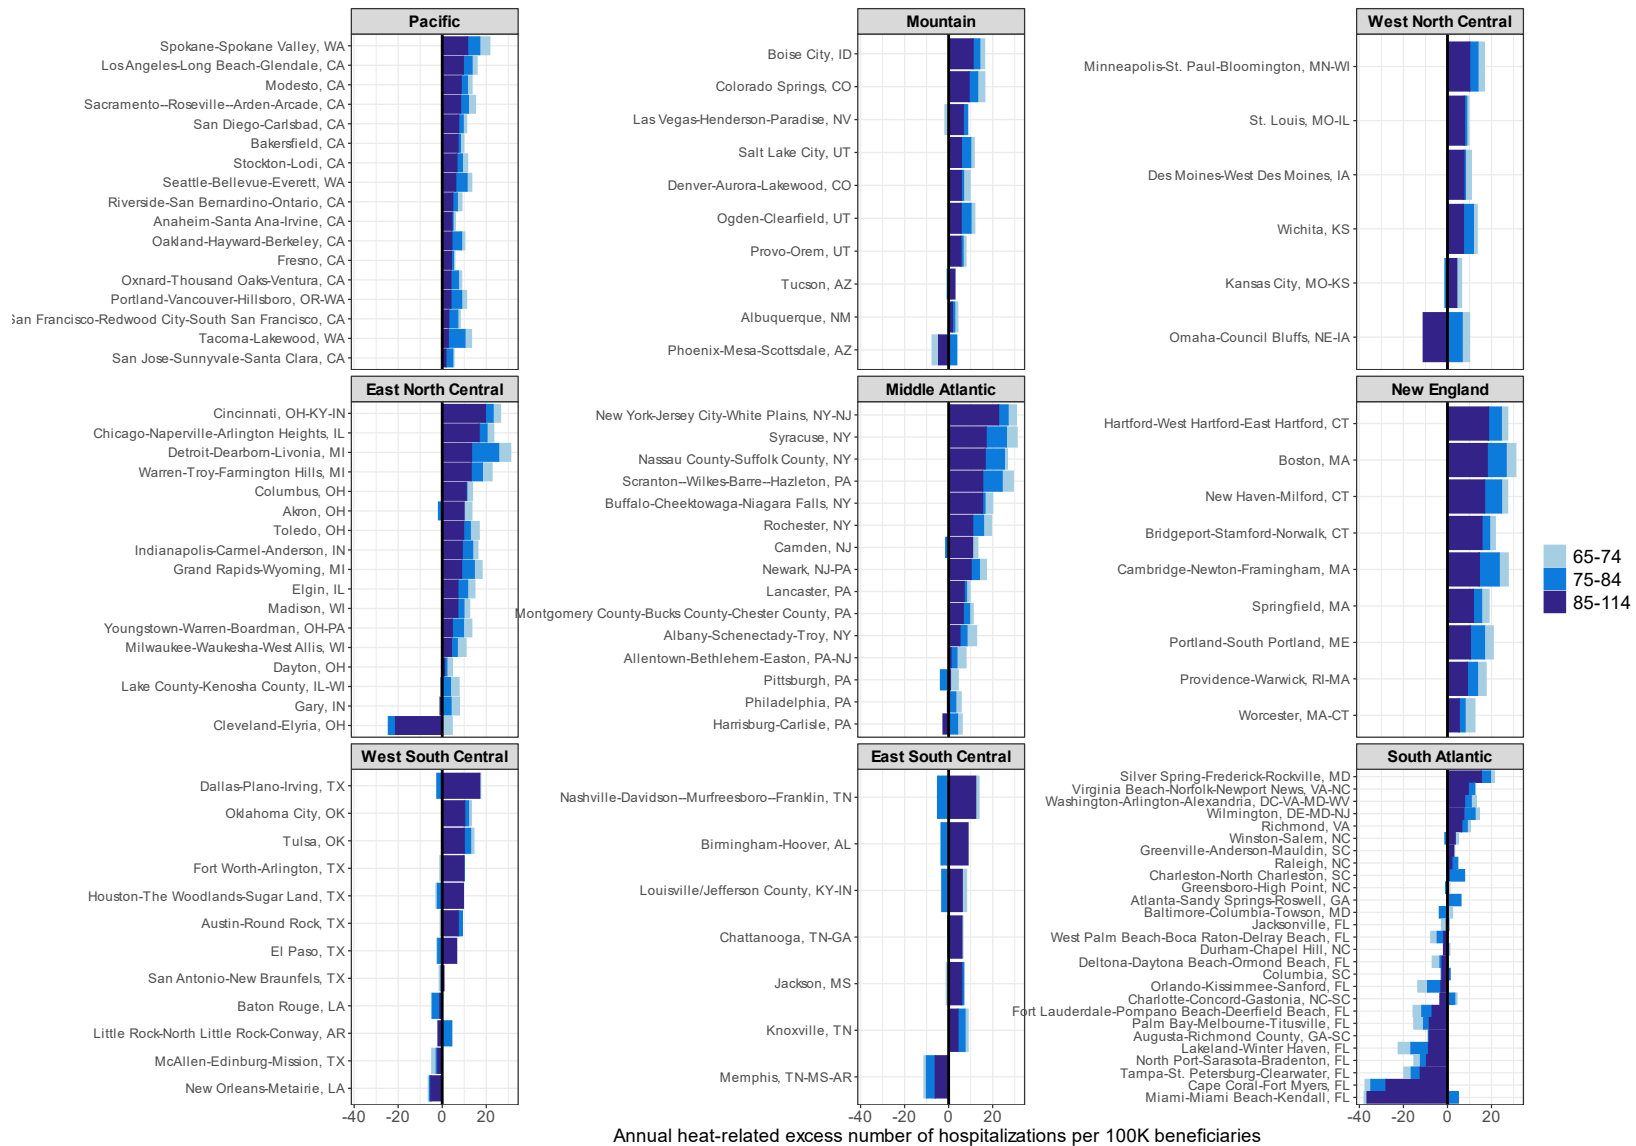 Pacific
Spokane-Spokane Valley, WA
Los Angeles-Long Beach-Glendale, CA
Modesto, CA
Sacramento--Roseville--Arden-Arcade, CA
San Diego-Carlsbad, CA
Bakersfield, CA
Stockton-Lodi, CA
Seattle-Bellevue-Everett, WA
Riverside-San Bernardino-Ontario, CA
Anaheim-Santa Ana-Irvine, CA
Oakland-Hayward-Berkeley, CA
Fresno, CA
Oxnard-Thousand Oaks-Ventura, CA
Portland-Vancouver-Hillsboro, OR-WA
San Francisco-Redwood City-South San Francisco, CA
Tacoma-Lakewood, WA
San Jose-Sunnyvale-Santa Clara, CA
Mountain
Boise City, ID
Colorado Springs, CO
Las Vegas-Henderson-Paradise, NV
Salt Lake City, UT
Denver-Aurora-Lakewood, CO
Ogden-Clearfield, UT
Provo-Orem, UT
Tucson, AZ
Albuquerque, NM
Phoenix-Mesa-Scottsdale, AZ
West North Central
Minneapolis-St. Paul-Bloomington, MN-WI
St. Louis, MO-IL
Des Moines-West Des Moines, IA
Wichita, KS
Kansas City, MO-KS
Omaha-Council Bluffs, NE-IA
East North Central
Cincinnati, OH-KY-IN
Chicago-Naperville-Arlington Heights, IL
Detroit-Dearborn-Livonia, MI
Warren-Troy-Farmington Hills, MI
Columbus, OH
Akron, OH
Toledo, OH
Indianapolis-Carmel-Anderson, IN
Grand Rapids-Wyoming, MI
Elgin, IL
Madison, WI
Youngstown-Warren-Boardman, OH-PA
Milwaukee-Waukesha-West Allis, WI
Dayton, OH
Lake County-Kenosha County, IL-WI
Gary, IN
Cleveland-Elyria, OH
Middle Atlantic
New York-Jersey City-White Plains, NY-NJ
Syracuse, NY
Nassau County-Suffolk County, NY
Scranton--Wilkes-Barre--Hazleton, PA
Buffalo-Cheektowaga-Niagara Falls, NY
Rochester, NY
Camden, NJ
Newark, NJ-PA
Lancaster, PA
Montgomery County-Bucks County-Chester County, PA
Albany-Schenectady-Troy, NY
Allentown-Bethlehem-Easton, PA-NJ
Pittsburgh, PA
Philadelphia, PA
Harrisburg-Carlisle, PA
New England
Hartford-West Hartford-East Hartford, CT
Boston, MA
New Haven-Milford, CT
Bridgeport-Stamford-Norwalk, CT
Cambridge-Newton-Framingham, MA
Springfield, MA
Portland-South Portland, ME
Providence-Warwick, RI-MA
Worcester, MA-CT
65-74
75-84
85-114
West South Central
Dallas-Plano-Irving, TX
Oklahoma City, OK
Tulsa, OK
Fort Worth-Arlington, TX
Houston-The Woodlands-Sugar Land, TX
Austin-Round Rock, TX
El Paso, TX
San Antonio-New Braunfels, TX
Baton Rouge, LA
Little Rock-North Little Rock-Conway, AR
McAllen-Edinburg-Mission, TX
New Orleans-Metairie, LA
-40 -20 0 20
East South Central
Nashville-Davidson--Murfreesboro--Franklin, TN
Birmingham-Hoover, AL
Louisville/Jefferson County, KY-IN
Chattanooga, TN-GA
Jackson, MS
Knoxville, TN
Memphis, TN-MS-AR
-40 -20 0 20
South Atlantic
Silver Spring-Frederick-Rockville, MD
Virginia Beach-Norfolk-Newport News, VA-NC
Washington-Arlington-Alexandria, DC-VA-MD-WV
Wilmington, DE-MD-NJ
Richmond, VA
Winston-Salem, NC
Greenville-Anderson-Mauldin, SC
Raleigh, NC
Charleston-North Charleston, SC
Greensboro-High Point, NC
Atlanta-Sandy Springs-Roswell, GA
Baltimore-Columbia-Towson, MD
Jacksonville, FL
West Palm Beach-Boca Raton-Delray Beach, FL
Durham-Chapel Hill, NC
Deltona-Daytona Beach-Ormond Beach, FL
Columbia, SC
Orlando-Kissimmee-Sanford, FL
Charlotte-Concord-Gastonia, NC-SC
Fort Lauderdale-Pompano Beach-Deerfield Beach, FL
Palm Bay-Melbourne-Titusville, FL
Augusta-Richmond County, GA-SC
Lakeland-Winter Haven, FL
North Port-Sarasota-Bradenton, FL
Tampa-St. Petersburg-Clearwater, FL
Cape Coral-Fort Myers, FL
Miami-Miami Beach-Kendall, FL
-40 -20 0 20
Annual heat-related excess number of hospitalizations per 100K beneficiaries